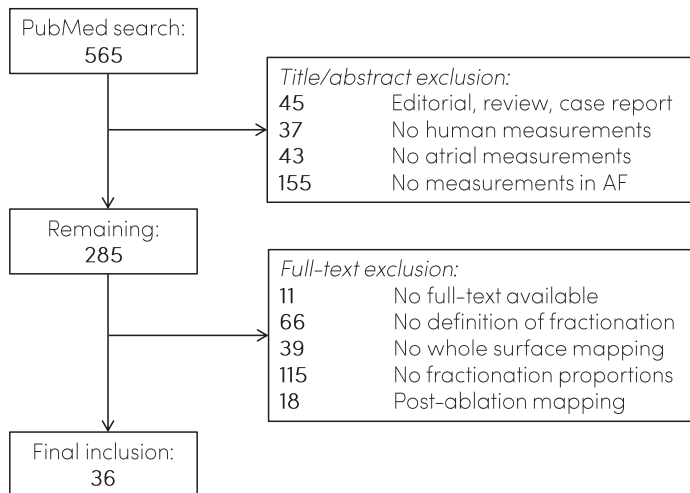 PubMed search:
565
Title/abstract exclusion:
45 Editorial, review, case report
37 No human measurements
43 No atrial measurements
155 No measurements in AF
Remaining:
285
Full-text exclusion:
11 No full-text available
66 No definition of fractionation
39 No whole surface mapping
115 No fractionation proportions
18 Post-ablation mapping
Final inclusion:
36